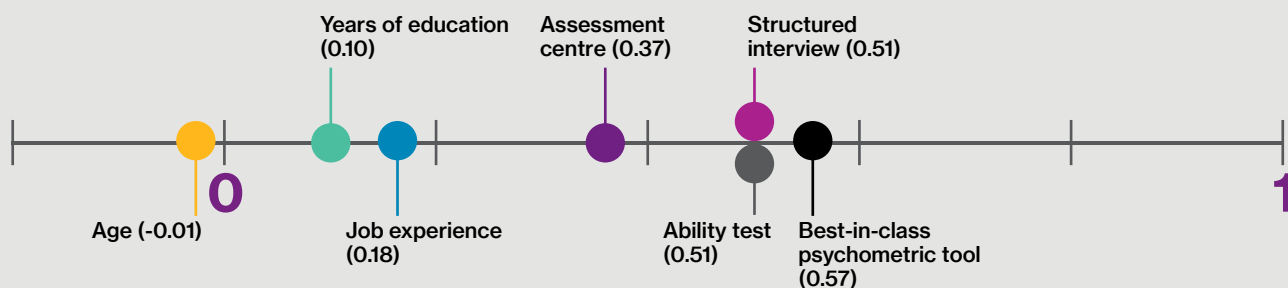 Years of education
(0.10)
Assessment
centre (0.37)
Structured
interview (0.51)
0
1
Age (-0.01)
Job experience
(0.18)
Ability test
(0.51)
Best-in-class
psychometric tool
(0.57)